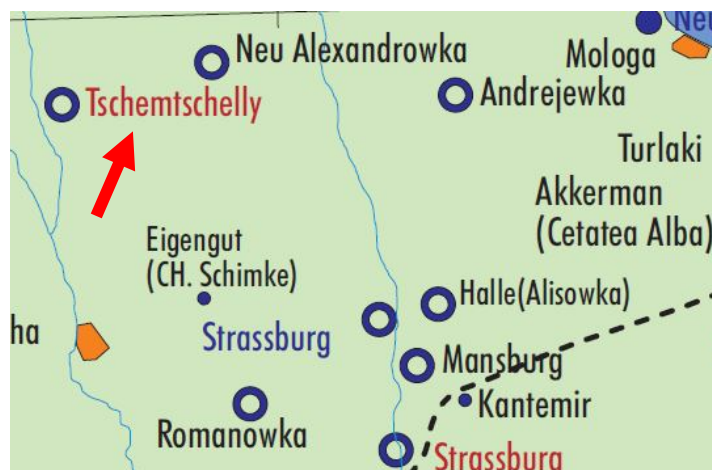 Neu Alexandrowka
Neu
Mologa
Tschemtschelly
Andrejewka
Turlaki
Akkerman
(Cetatea Alba)
Eigengut
(CH. Schimke)
Halle(Alisowka)
ha
Strassburg
Mansburg
Kantemir
Romanowka
Strassburg